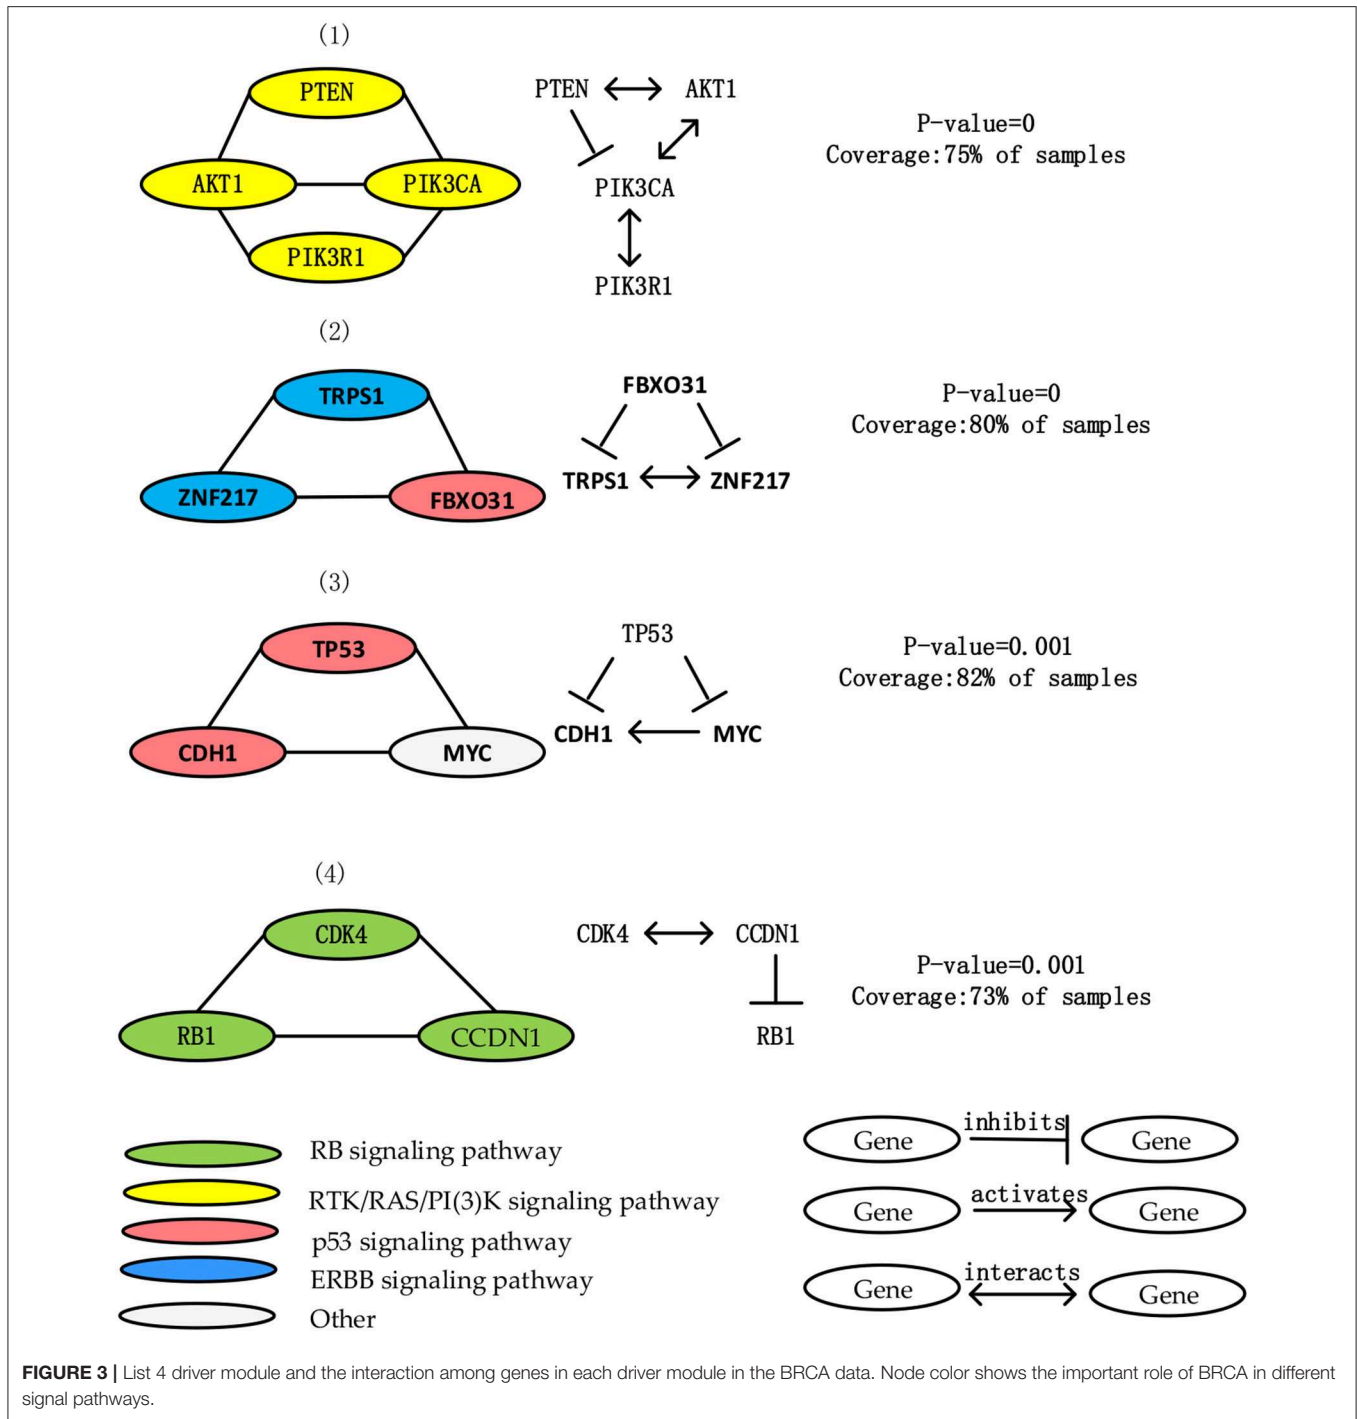 (1)
PTEN
AKT1
PIK3CA
PIK3R1
PTEN AKT1
PIK3CA
PIK3R1
P-value=0
Coverage:75% of samples
(2)
TRPS1
ZNF217
FBXO31
FBXO31
TRPS1 ZNF217
P-value=0
Coverage:80% of samples
(3)
TP53
CDH1
MYC
TP53
CDH1 MYC
P-value=0.001
Coverage:82% of samples
(4)
CDK4
RB1
CCDN1
CDK4 CCDN1
RB1
P-value=0.001
Coverage:73% of samples
RB signaling pathway
RTK/RAS/PI(3)K signaling pathway
p53 signaling pathway
ERBB signaling pathway
Other
Gene inhibits Gene
Gene activates Gene
Gene interacts Gene
FIGURE 3 | List 4 driver module and the interaction among genes in each driver module in the BRCA data. Node color shows the important role of BRCA in different
signal pathways.